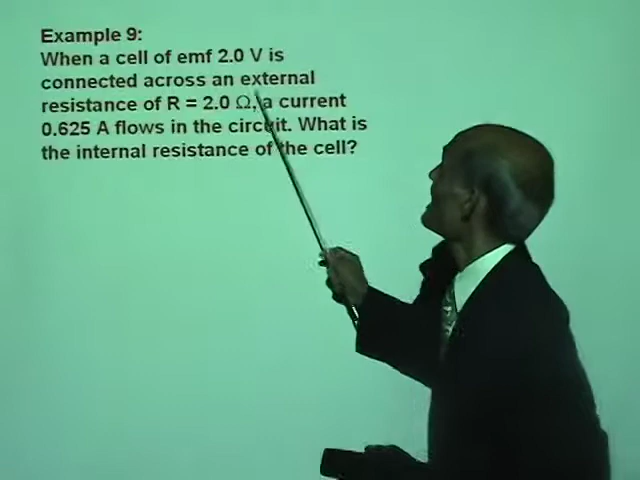 Example 9:
When a cell of emf 2.0 V is
connected across an external
resistance of R = 2.0 Ω, a current
0.625 A flows in the circuit. What is
the internal resistance of the cell?